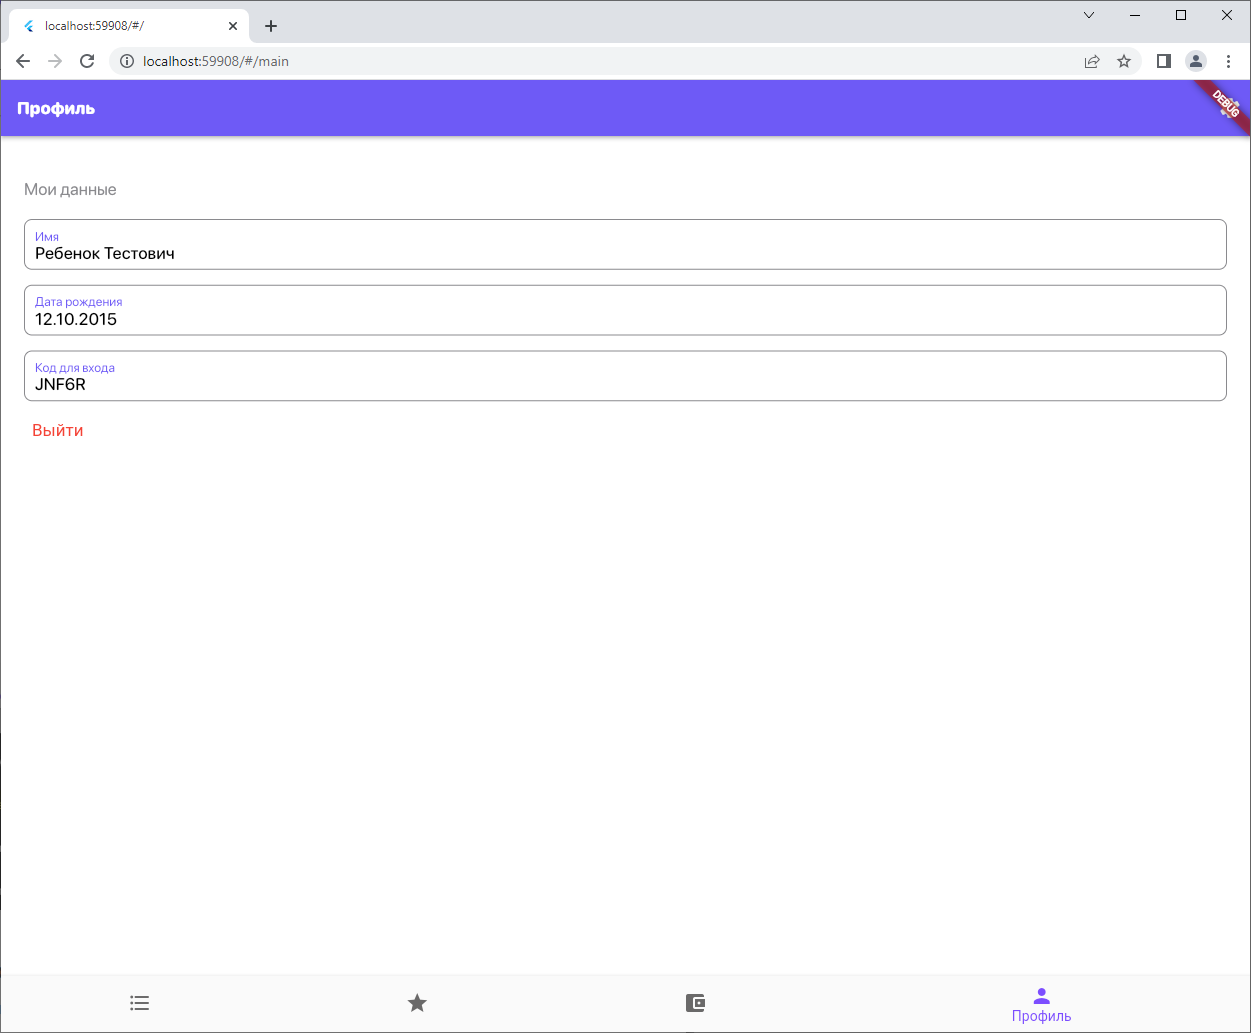 localhost:59908/#/
localhost:59908/#/main
Профиль
DEBUG
Мои данные
Имя
Ребенок Тестович
Дата рождения
12.10.2015
Код для входа
JNF6R
Выйти
Профиль